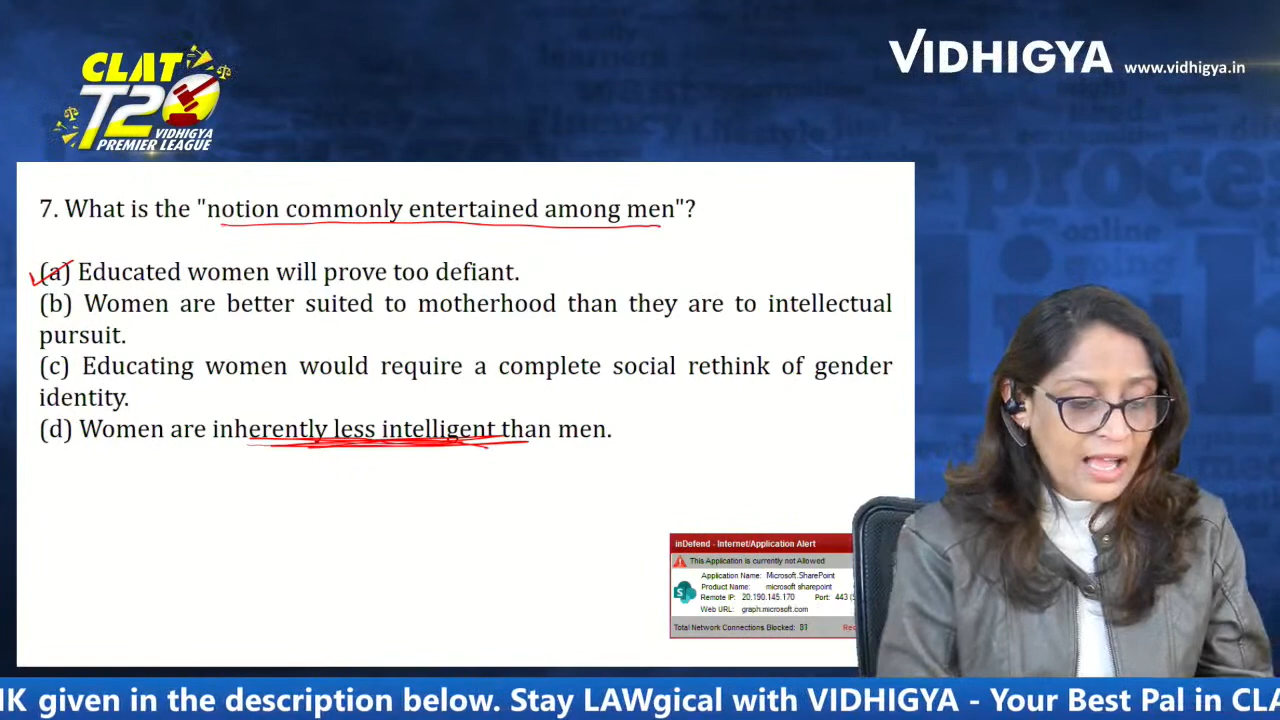 CLAT
T20
VIDHIGYA
PREMIER LEAGUE
VIDHIGYA www.vidhigya.in
7. What is the "notion commonly entertained among men"?
(a) Educated women will prove too defiant.
(b) Women are better suited to motherhood than they are to intellectual
pursuit.
(c) Educating women would require a complete social rethink of gender
identity.
(d) Women are inherently less intelligent than men.
inDefend - Internet/Application Alert
This Application is currently not Allowed
Application Name: Microsoft.SharePoint
Product Name: microsoft sharepoint
Remote IP: 20.190.145.170 Port: 443
Web URL: graph.microsoft.com
Total Network Connections Blocked: 81
given in the description below. Stay LAWgical with VIDHIGYA - Your Best Pal in